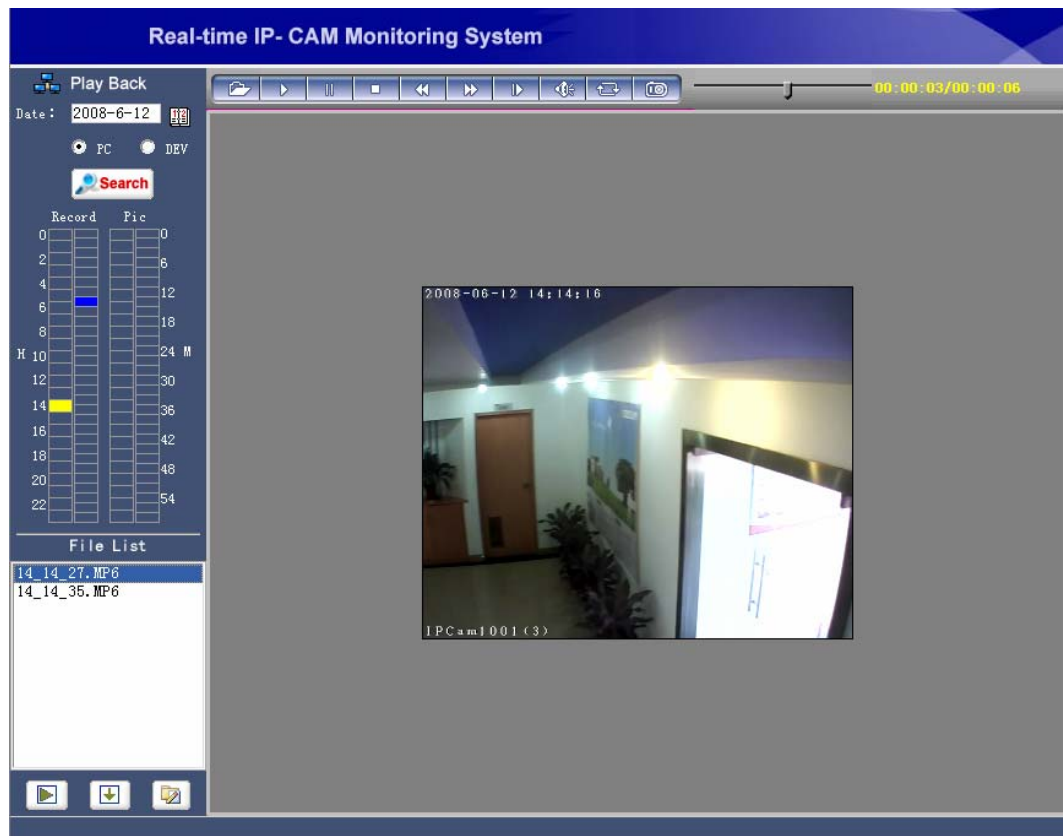 Real-time IP- CAM Monitoring System
Play Back
00:00:03/00:00:06
Date: 2008-6-12
PC DEV
Search
Record Pic
0 0
2 6
4 12
6 18
8
H 10 24 M
12 30
14 36
16 42
18 48
20 54
22
File List
14_14_27.MP6
14_14_35.MP6
2008-06-12 14:14:16
IPCam1001(3)